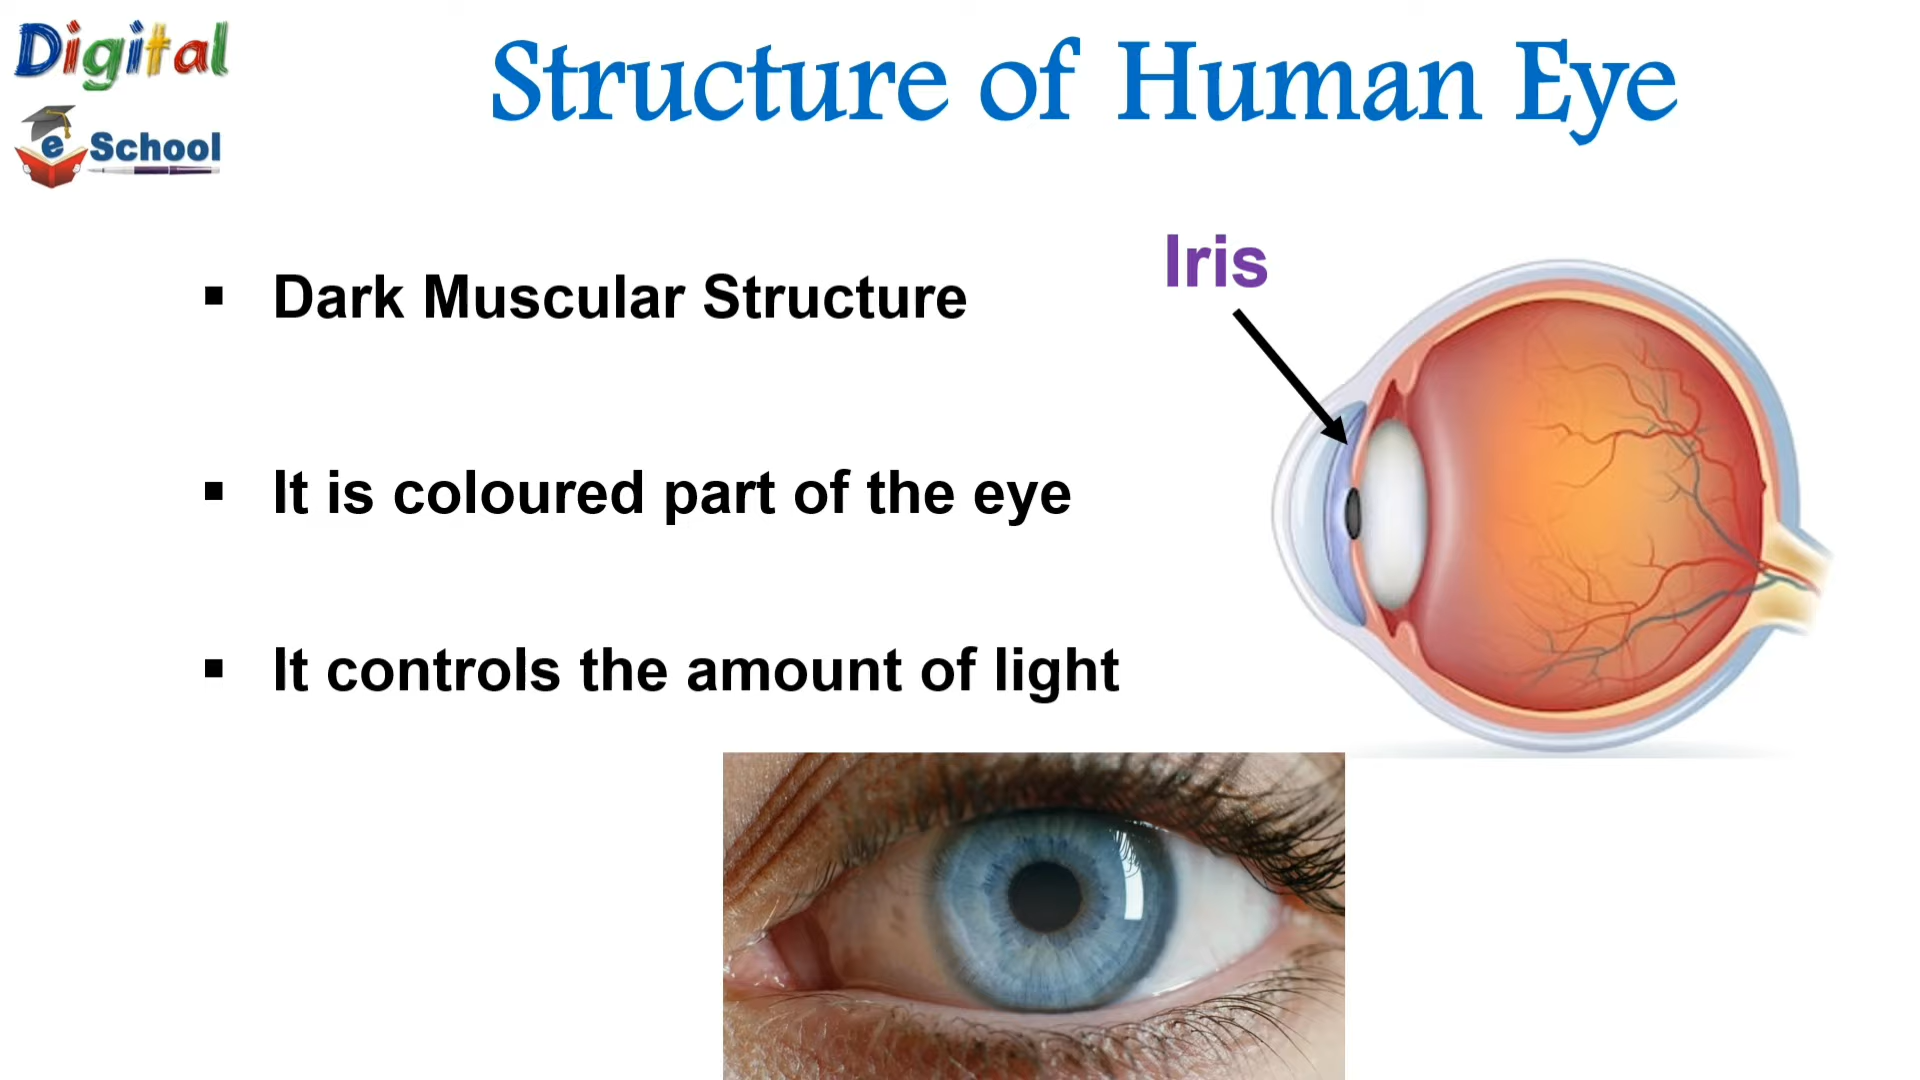 Digital
e School
Structure of Human Eye
Iris
▪ Dark Muscular Structure
▪ It is coloured part of the eye
▪ It controls the amount of light